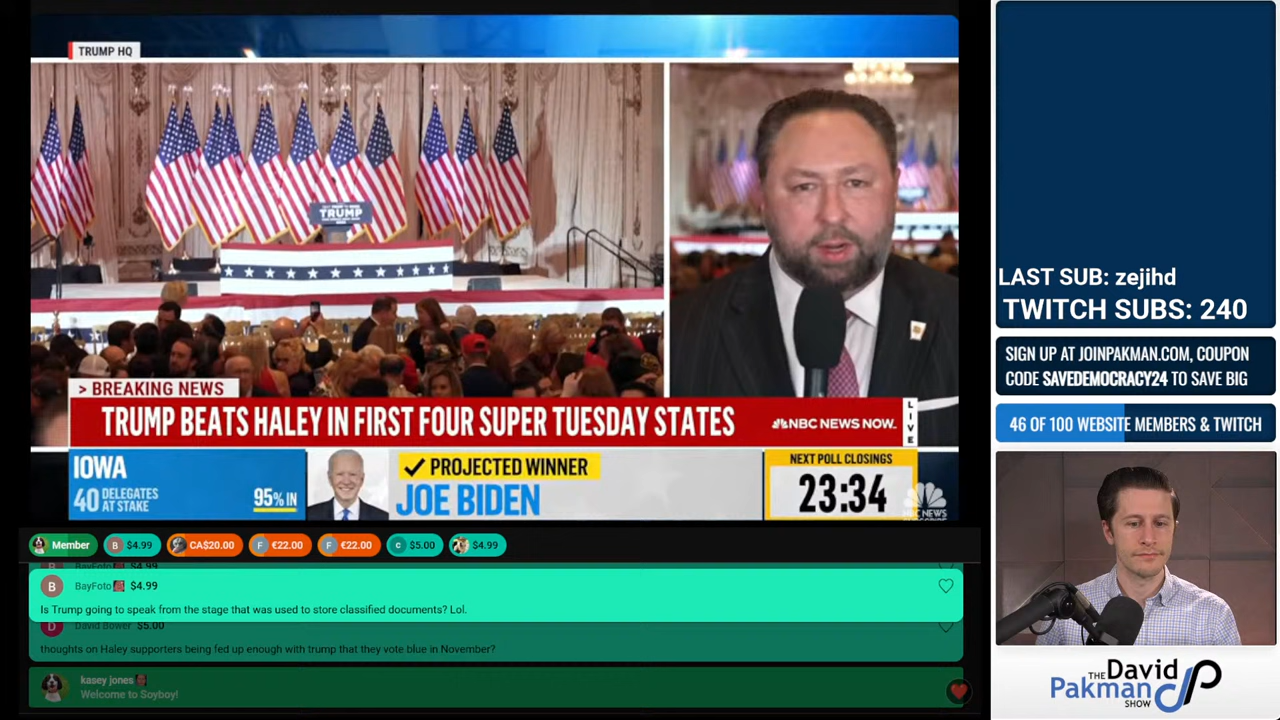 TRUMP HQ
TRUMP
> BREAKING NEWS
TRUMP BEATS HALEY IN FIRST FOUR SUPER TUESDAY STATES
NBC NEWS NOW.
LIVE
IOWA
40 DELEGATES
AT STAKE
95% IN
✓ PROJECTED WINNER
JOE BIDEN
NEXT POLL CLOSINGS
23:34
NBC NEWS
Member
B $4.99
CA$20.00
F €22.00
F €22.00
c $5.00
$4.99
BayFoto $4.99
B BayFoto $4.99
Is Trump going to speak from the stage that was used to store classified documents? Lol.
D David Bower $5.00
thoughts on Haley supporters being fed up enough with trump that they vote blue in November?
kasey jones
Welcome to Soyboy!
LAST SUB: zejihd
TWITCH SUBS: 240
SIGN UP AT JOINPAKMAN.COM, COUPON
CODE SAVEDEMOCRACY24 TO SAVE BIG
46 OF 100 WEBSITE MEMBERS & TWITCH
THE David
Pakman
SHOW